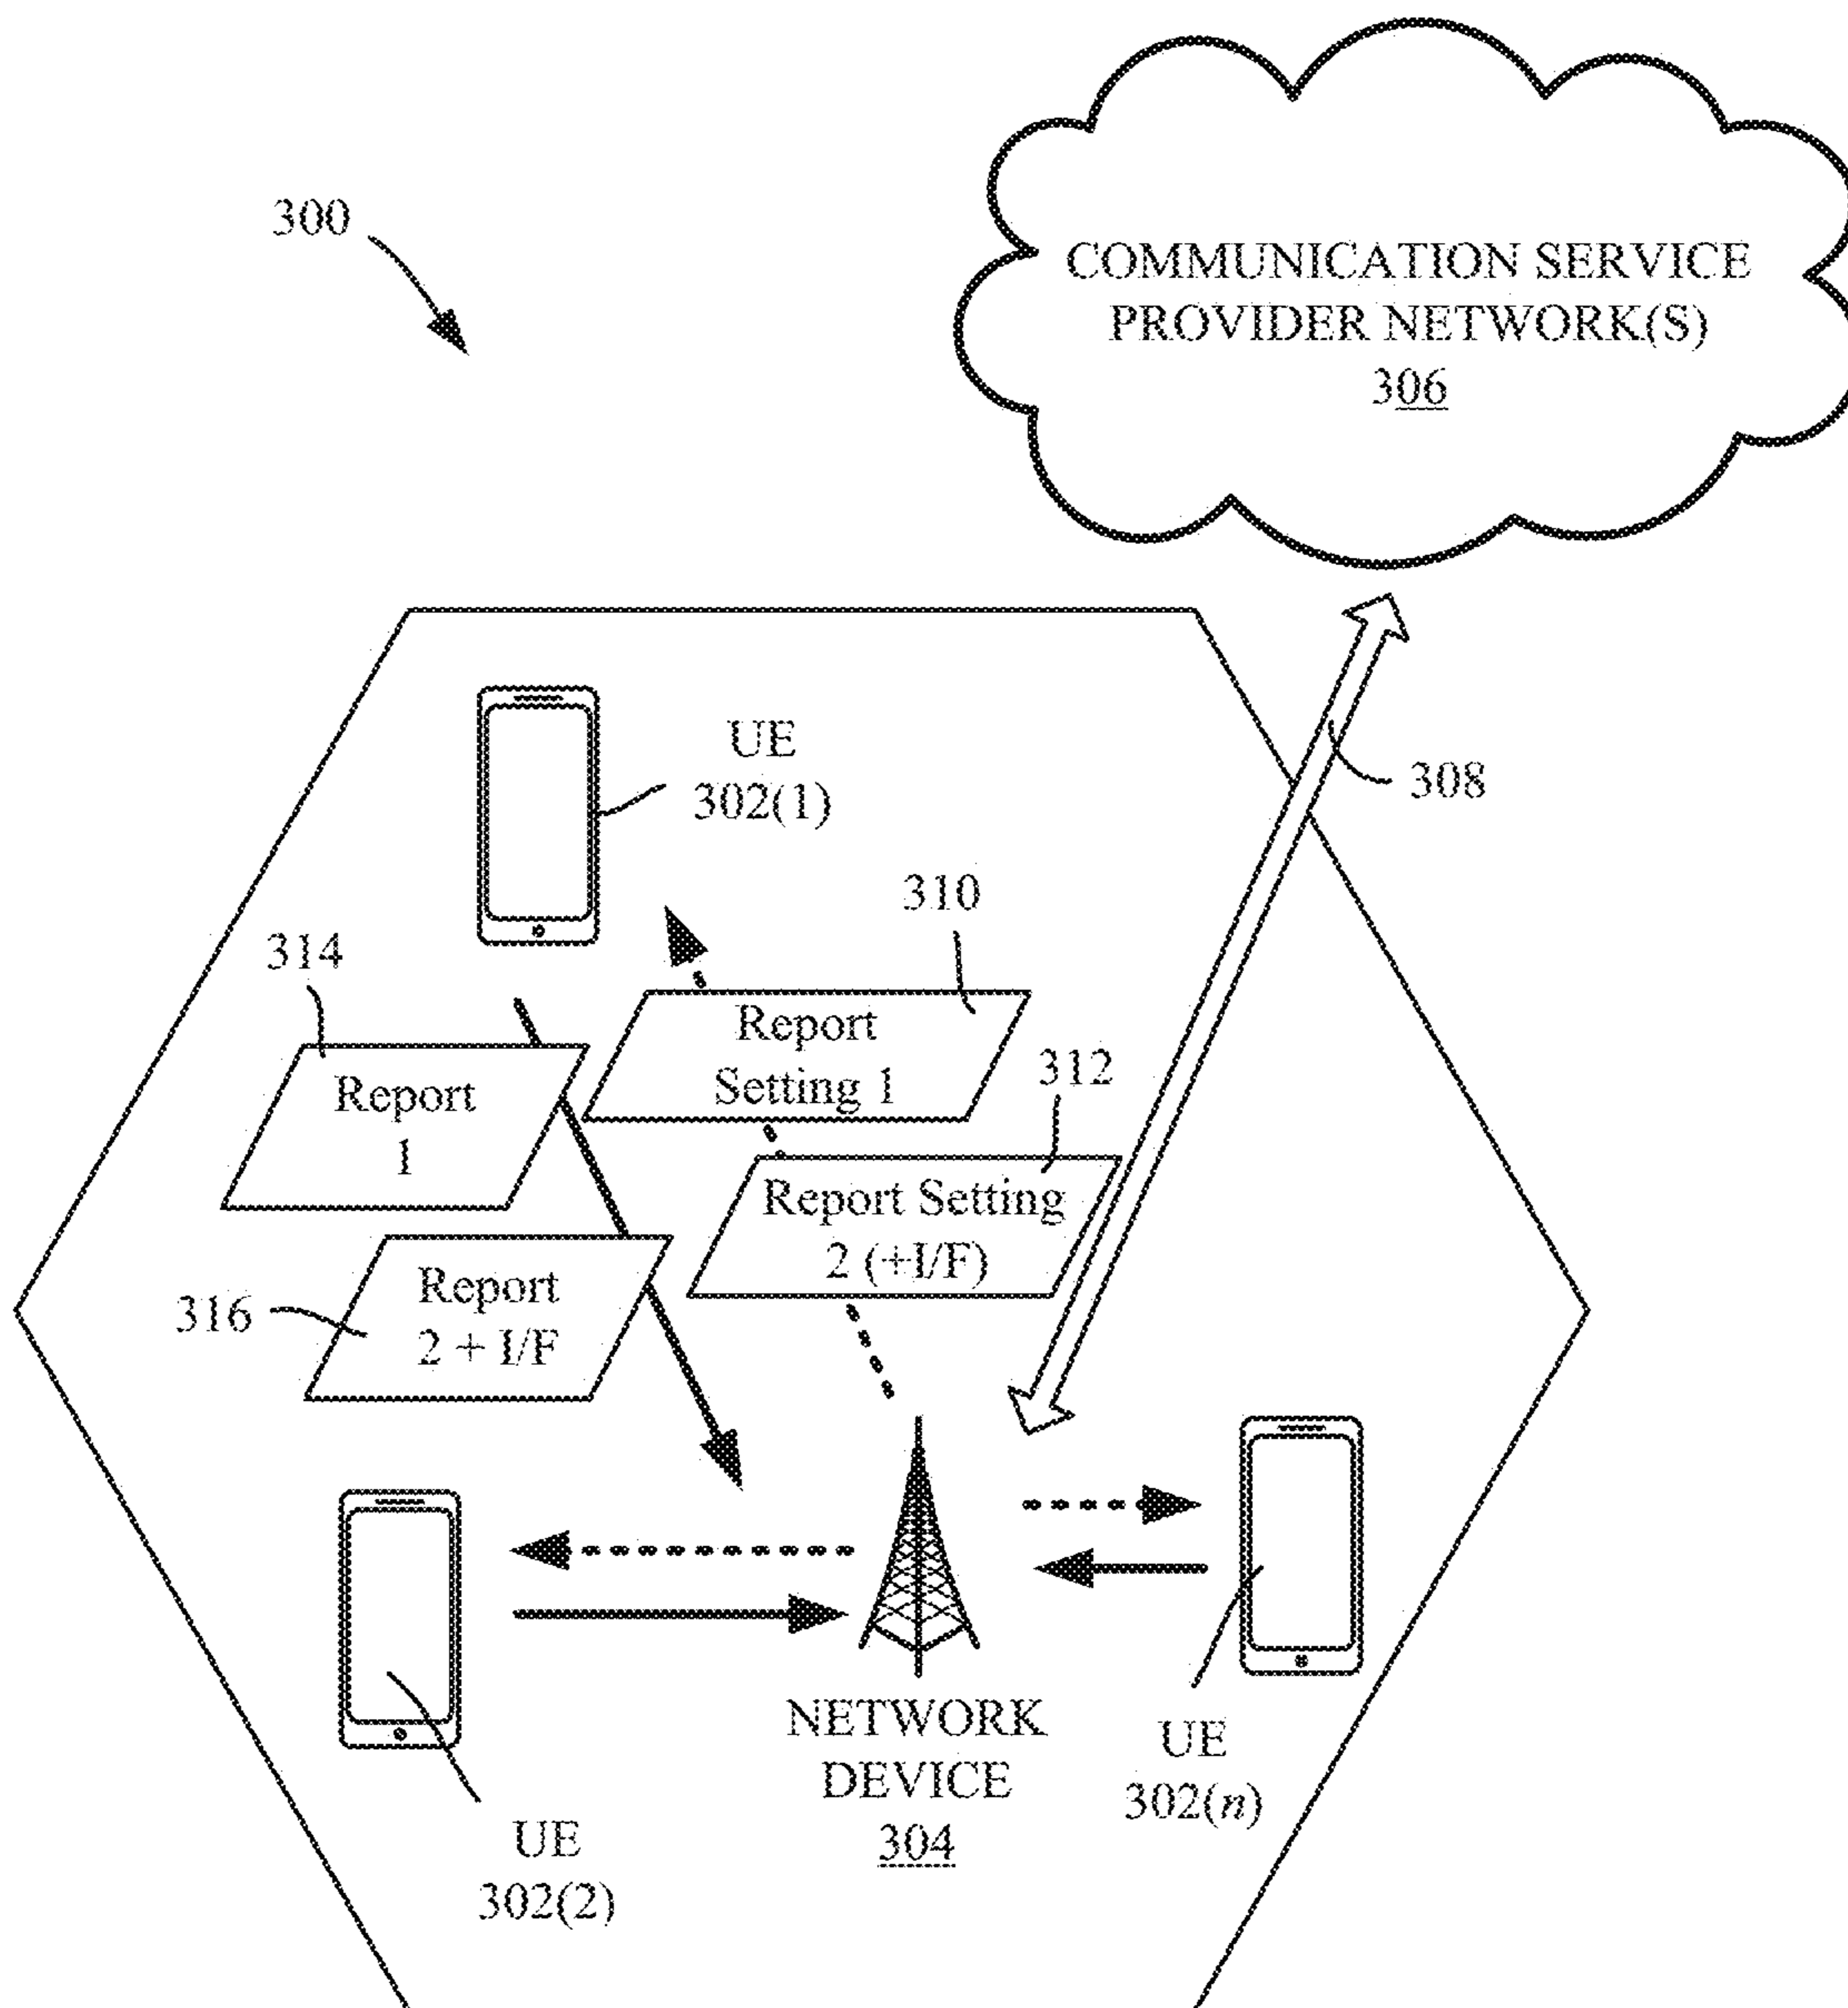 300
COMMUNICATION SERVICE
PROVIDER NETWORK(S)
306
UE
302(1)
308
310
314
Report
Setting 1
312
Report
1
Report Setting
2 (+I/F)
316
Report
2 + I/F
NETWORK
DEVICE
304
UE
302(n)
UE
302(2)